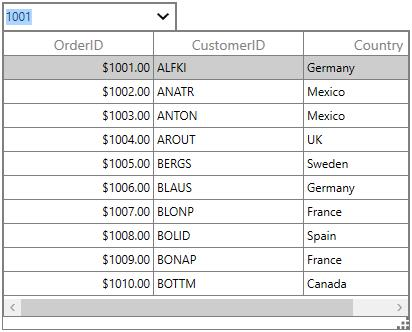 1001
OrderID CustomerID Country
$1001.00 ALFKI Germany
$1002.00 ANATR Mexico
$1003.00 ANTON Mexico
$1004.00 AROUT UK
$1005.00 BERGS Sweden
$1006.00 BLAUS Germany
$1007.00 BLONP France
$1008.00 BOLID Spain
$1009.00 BONAP France
$1010.00 BOTTM Canada